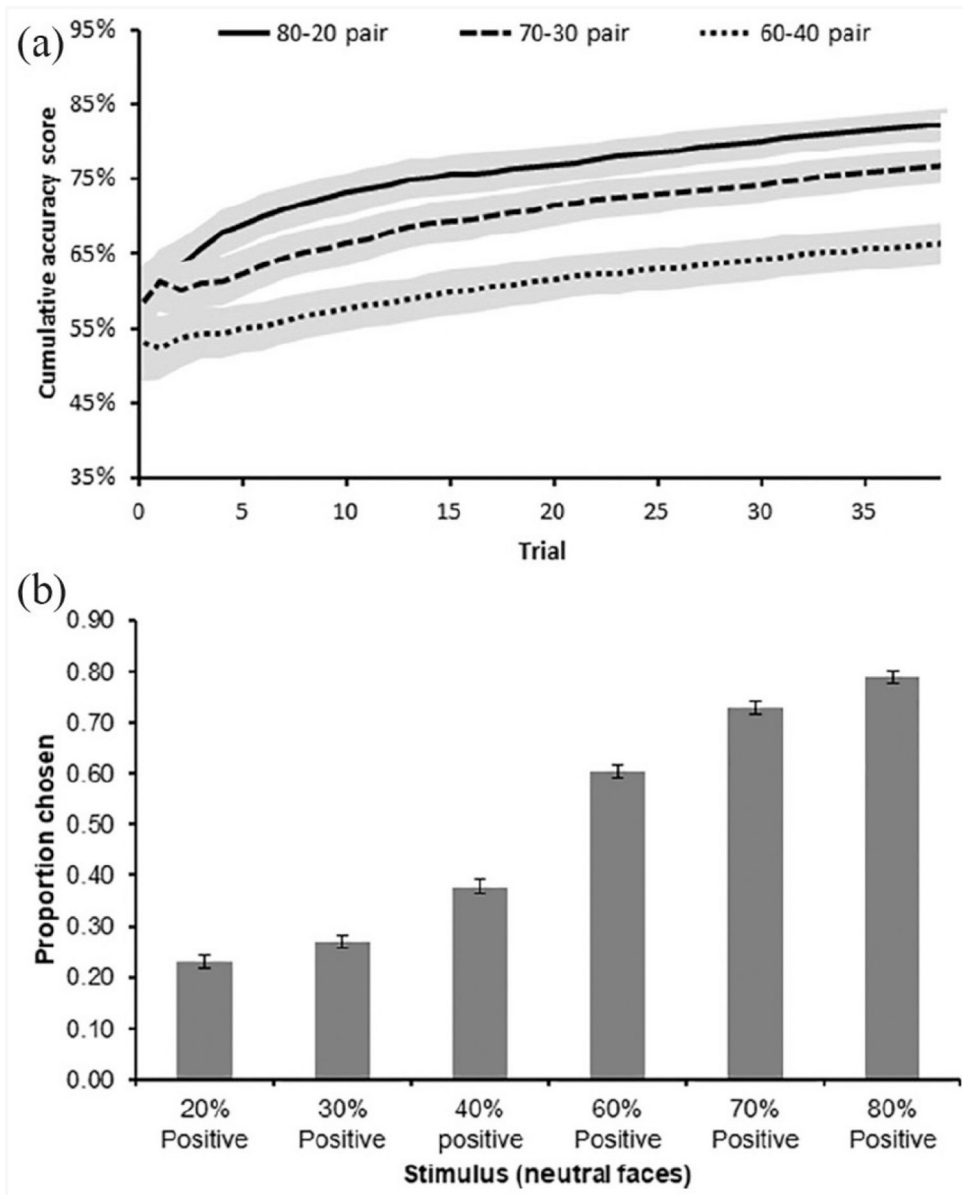 (a)
95%
85%
75%
65%
55%
45%
35%
80-20 pair 70-30 pair 60-40 pair
Cumulative accuracy score
0 5 10 15 20 25 30 35
Trial
(b)
0.90
0.80
0.70
0.60
0.50
0.40
0.30
0.20
0.10
0.00
Proportion chosen
20% 30% 40% 60% 70% 80%
Positive Positive positive Positive Positive Positive
Stimulus (neutral faces)